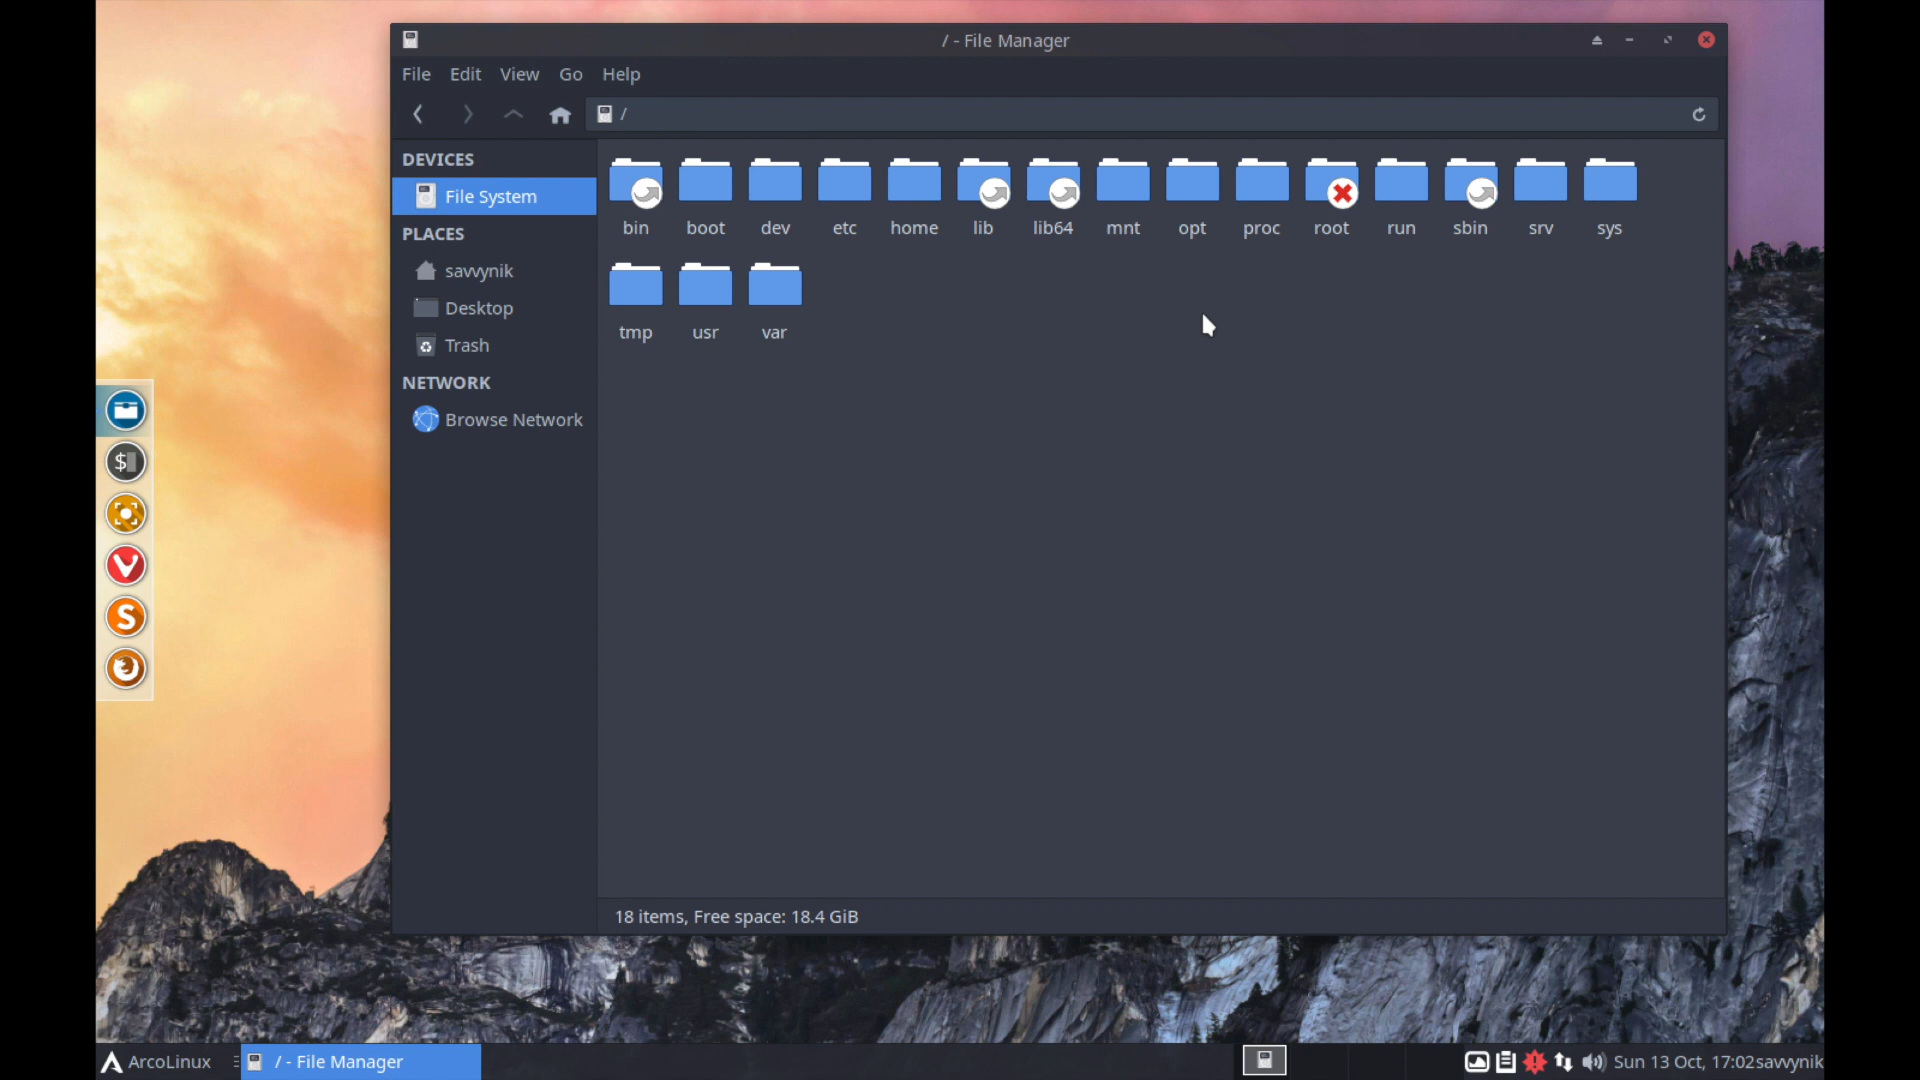 / - File Manager
File Edit View Go Help
/
DEVICES
File System
PLACES
savvynik
Desktop
Trash
NETWORK
Browse Network
bin boot dev etc home lib lib64 mnt opt proc root run sbin srv sys
tmp usr var
18 items, Free space: 18.4 GiB
$
S
ArcoLinux / - File Manager Sun 13 Oct, 17:02 savvynik